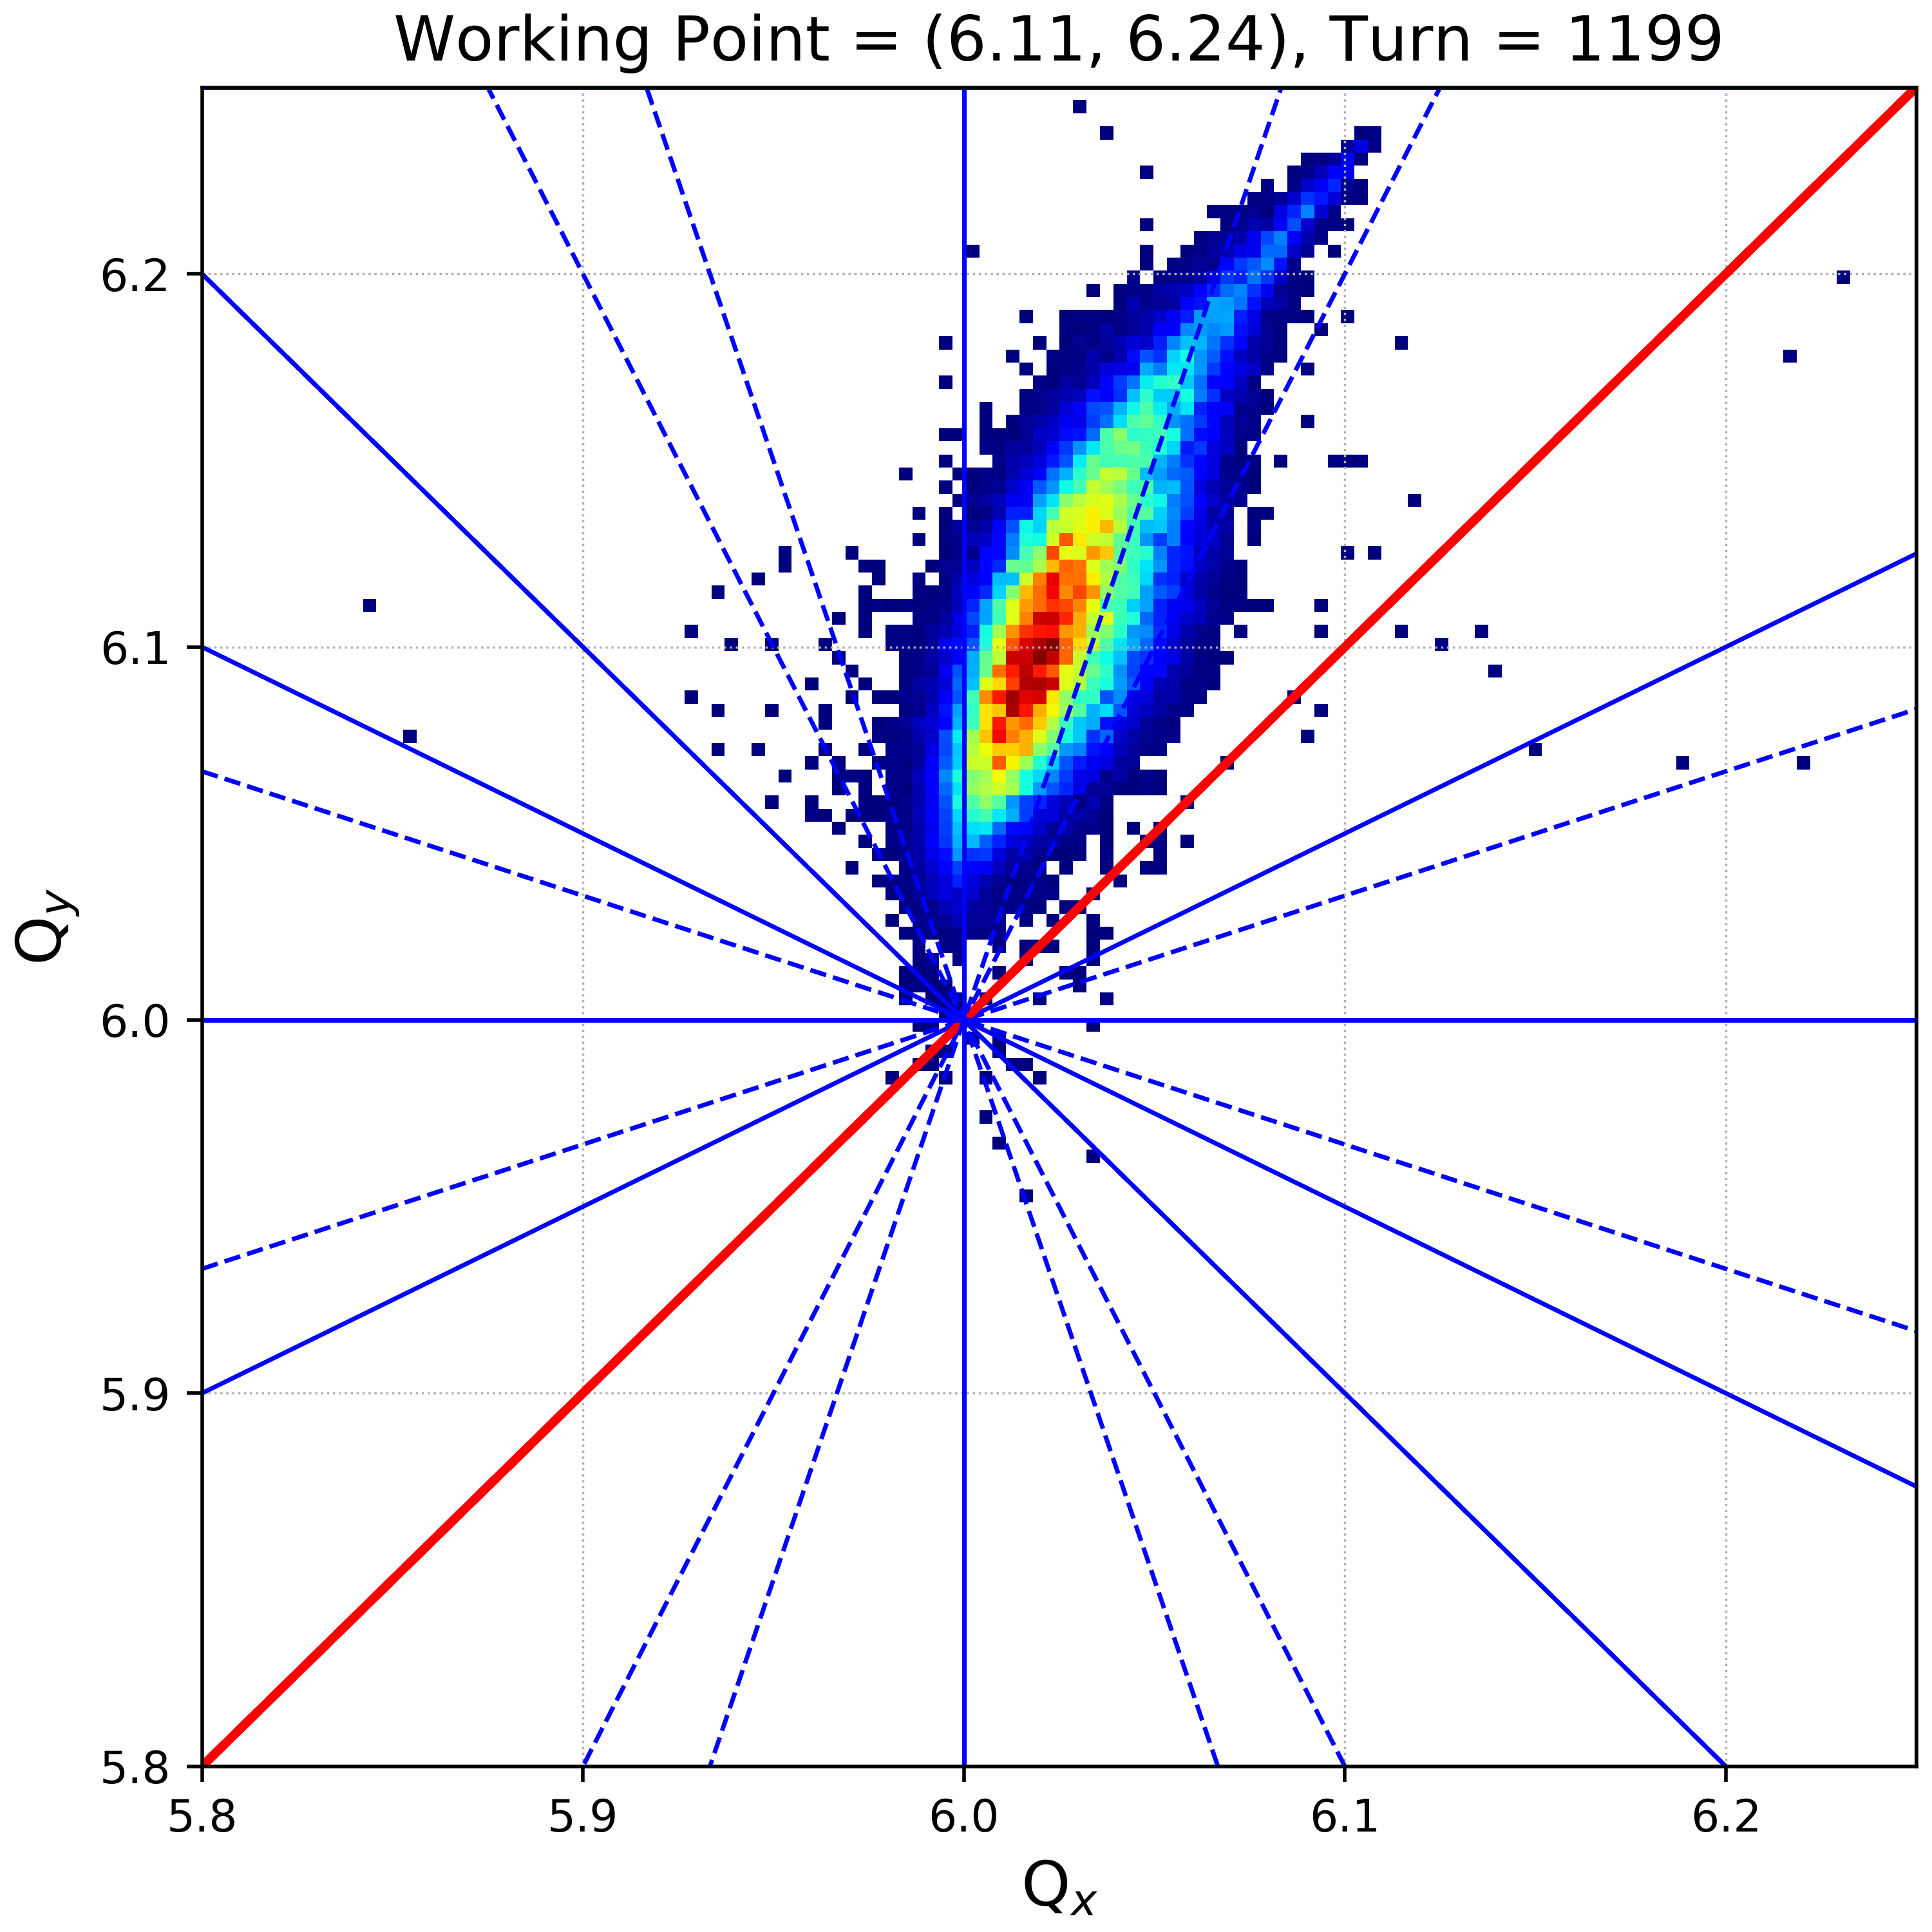 Working Point = (6.11, 6.24), Turn = 1199
6.2
6.1
6.0
5.9
5.8
Qy
5.8 5.9 6.0 6.1 6.2
Qx